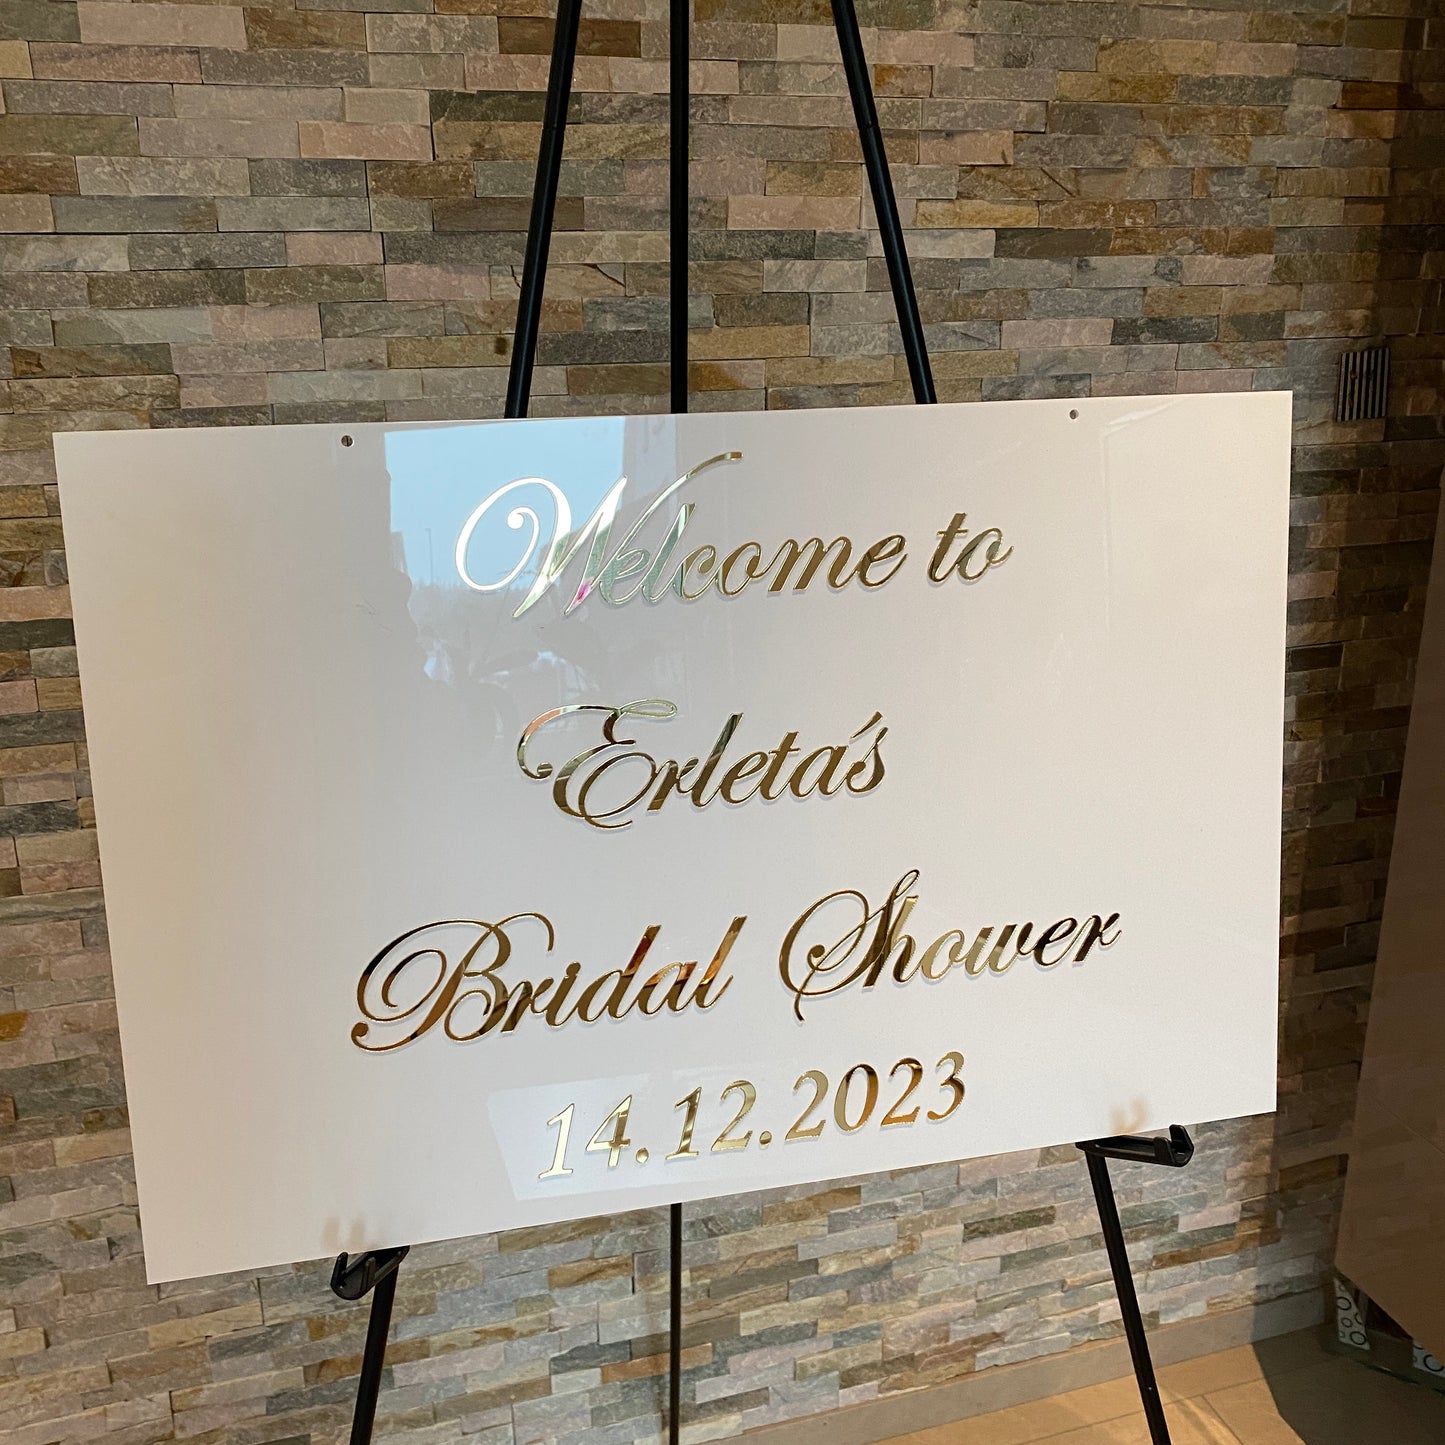 Welcome to
Erleta's
Bridal Shower
14.12.2023